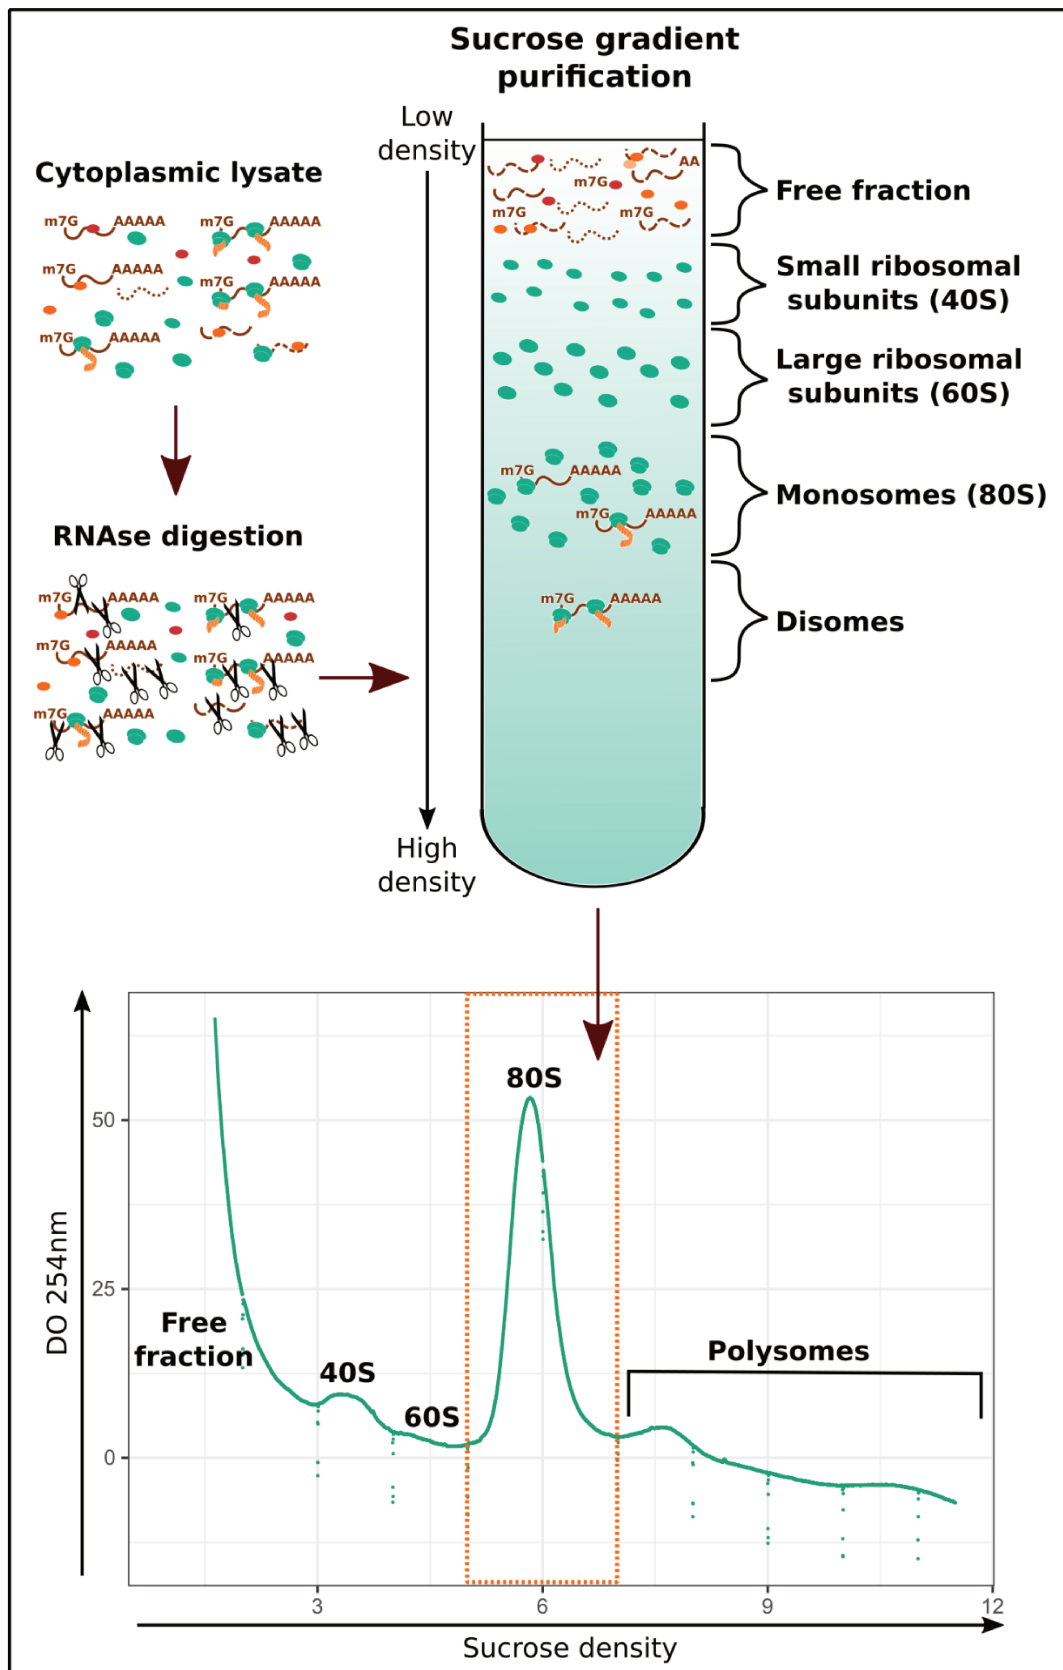 Sucrose gradient
purification
Low
density
Cytoplasmic lysate
m7G AAAAA
m7G AAAAA
m7G AAAAA
m7G AAAAA
m7G AAAAA
RNAse digestion
m7G AAAAA
m7G AAAAA
m7G AAAAA
m7G AAAAA
m7G AAAAA
High
density
AA
m7G
m7G
m7G
m7G AAAAA
m7G AAAAA
m7G AAAAA
Free fraction
Small ribosomal
subunits (40S)
Large ribosomal
subunits (60S)
Monosomes (80S)
Disomes
DO 254nm
50
25
0
Free
fraction
40S
60S
80S
Polysomes
3
6
9
12
Sucrose density